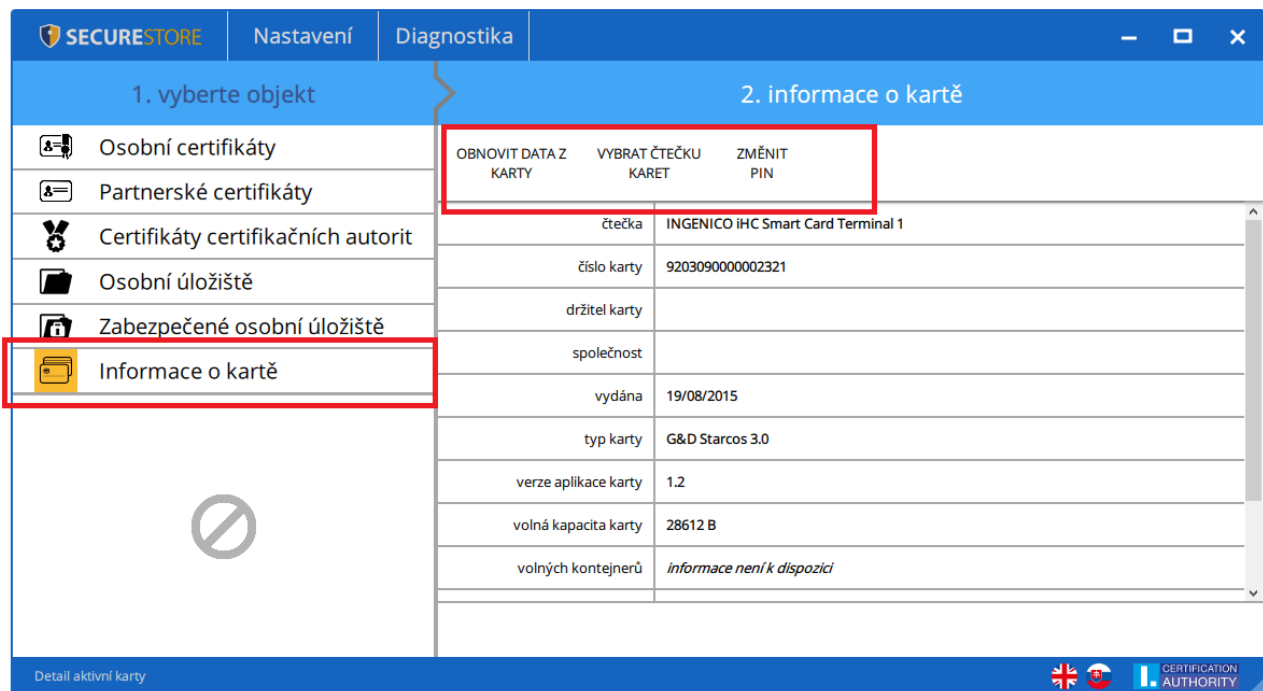 SECURESTORE Nastavení Diagnostika
1. vyberte objekt
2. informace o kartě
Osobní certifikáty
Partnerské certifikáty
Certifikáty certifikačních autorit
Osobní úložiště
Zabezpečené osobní úložiště
Informace o kartě
OBNOVIT DATA Z
KARTY
VYBRAT ČTEČKU
KARET
ZMĚNIT
PIN
čtečka INGENICO iHC Smart Card Terminal 1
číslo karty 9203090000002321
držitel karty
společnost
vydána 19/08/2015
typ karty G&D Starcos 3.0
verze aplikace karty 1.2
volná kapacita karty 28612 B
volných kontejnerů informace není k dispozici
Detail aktivní karty
I. CERTIFICATION
AUTHORITY